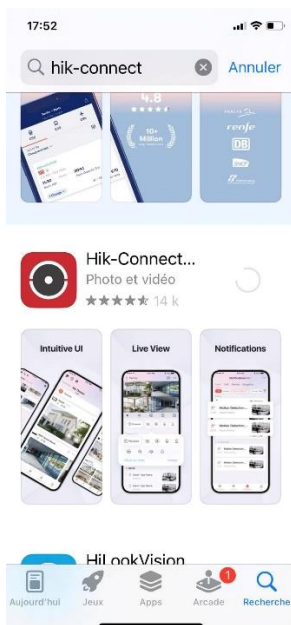 17:52
hik-connect
Annuler
4.8
10+
Million
renfe
DB
SNCF
Hik-Connect...
Photo et vidéo
14 k
Intuitive UI
Live View
Notifications
HiLookVision
1
Aujourd'hui
Jeux
Apps
Arcade
Recherche